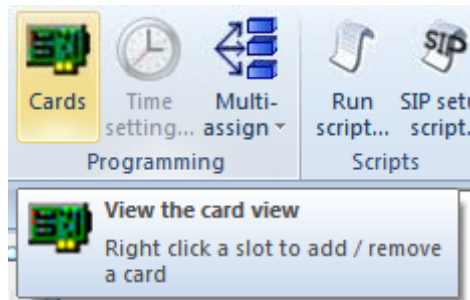 SIP
Cards
Time
setting...
Multi-
assign
Run
script...
SIP setu
script.
Programming
Scripts
View the card view
Right click a slot to add / remove
a card